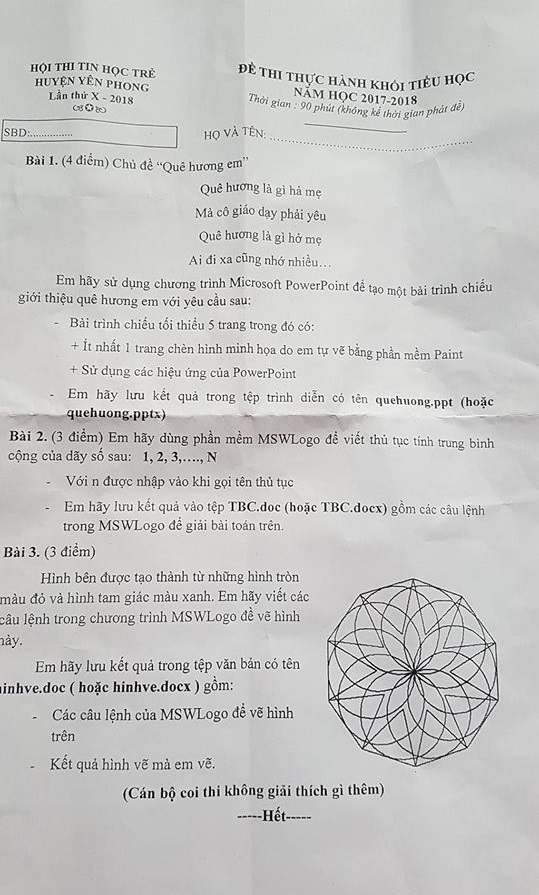 HỘI THI TIN HỌC TRẺ
HUYỆN YÊN PHONG
Lần thứ X - 2018
ĐỀ THI THỰC HÀNH KHỐI TIỂU HỌC
NĂM HỌC 2017-2018
Thời gian : 90 phút (không kể thời gian phát đề)
SBD:...............
HỌ VÀ TÊN:
Bài 1. (4 điểm) Chủ đề “Quê hương em”
Quê hương là gì hả mẹ
Mà cô giáo dạy phải yêu
Quê hương là gì hở mẹ
Ai đi xa cũng nhớ nhiều…
Em hãy sử dụng chương trình Microsoft PowerPoint để tạo một bài trình chiếu
giới thiệu quê hương em với yêu cầu sau:
- Bài trình chiếu tối thiểu 5 trang trong đó có:
+ Ít nhất 1 trang chèn hình minh họa do em tự vẽ bằng phần mềm Paint
+ Sử dụng các hiệu ứng của PowerPoint
- Em hãy lưu kết quả trong tệp trình diễn có tên quehuong.ppt (hoặc
quehuong.pptx)
Bài 2. (3 điểm) Em hãy dùng phần mềm MSWLogo để viết thủ tục tính trung bình
cộng của dãy số sau: 1, 2, 3,…., N
- Với n được nhập vào khi gọi tên thủ tục
- Em hãy lưu kết quả vào tệp TBC.doc (hoặc TBC.docx) gồm các câu lệnh
trong MSWLogo để giải bài toán trên.
Bài 3. (3 điểm)
Hình bên được tạo thành từ những hình tròn
màu đỏ và hình tam giác màu xanh. Em hãy viết các
câu lệnh trong chương trình MSWLogo để vẽ hình
này.
Em hãy lưu kết quả trong tệp văn bản có tên
hinhve.doc ( hoặc hinhve.docx ) gồm:
- Các câu lệnh của MSWLogo để vẽ hình
trên
- Kết quả hình vẽ mà em vẽ.
(Cán bộ coi thi không giải thích gì thêm)
-----Hết-----